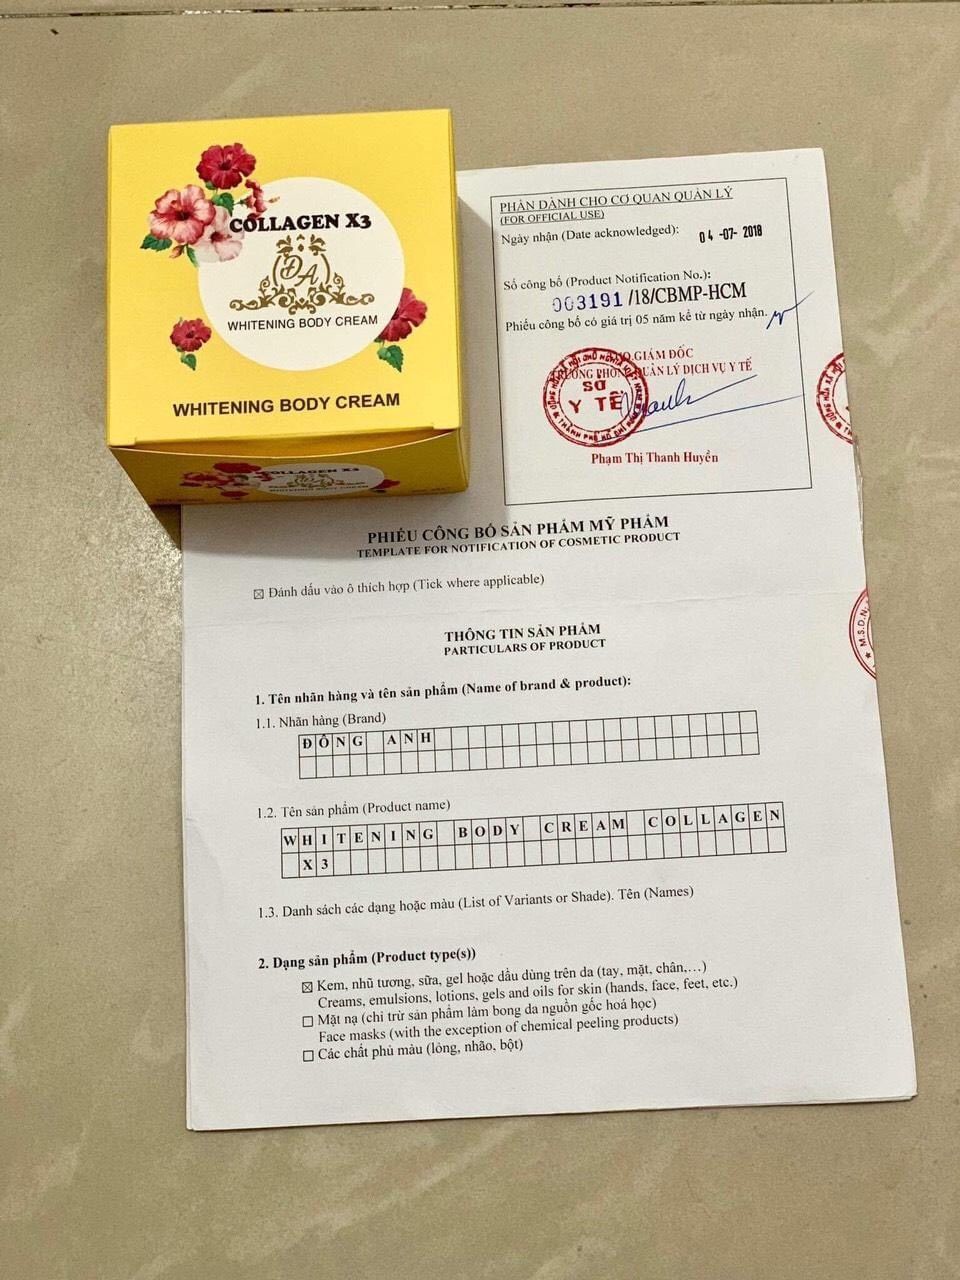 COLLAGEN X3
ĐA
WHITENING BODY CREAM
WHITENING BODY CREAM
COLLAGEN X3
WHITENING BODY CREAM
PHẦN DÀNH CHO CƠ QUAN QUẢN LÝ
(FOR OFFICIAL USE)
Ngày nhận (Date acknowledged): 04 -07- 2018
Số công bố (Product Notification No.):
003191 /18/CBMP-HCM
Phiếu công bố có giá trị 05 năm kể từ ngày nhận.
GIÁM ĐỐC
TRƯỞNG PHÒNG QUẢN LÝ DỊCH VỤ Y TẾ
SỞ
Y TẾ
Phạm Thị Thanh Huyền
PHIẾU CÔNG BỐ SẢN PHẨM MỸ PHẨM
TEMPLATE FOR NOTIFICATION OF COSMETIC PRODUCT
☒ Đánh dấu vào ô thích hợp (Tick where applicable)
THÔNG TIN SẢN PHẨM
PARTICULARS OF PRODUCT
M.S.D.N:
1. Tên nhãn hàng và tên sản phẩm (Name of brand & product):
1.1. Nhãn hàng (Brand)
ĐÔNG ANH
1.2. Tên sản phẩm (Product name)
WHITENING BODY CREAM COLLAGEN
X3
1.3. Danh sách các dạng hoặc màu (List of Variants or Shade). Tên (Names)
2. Dạng sản phẩm (Product type(s))
☒ Kem, nhũ tương, sữa, gel hoặc dầu dùng trên da (tay, mặt, chân,…)
Creams, emulsions, lotions, gels and oils for skin (hands, face, feet, etc.)
☐ Mặt nạ (chỉ trừ sản phẩm làm bong da nguồn gốc hoá học)
Face masks (with the exception of chemical peeling products)
☐ Các chất phủ màu (lỏng, nhão, bột)